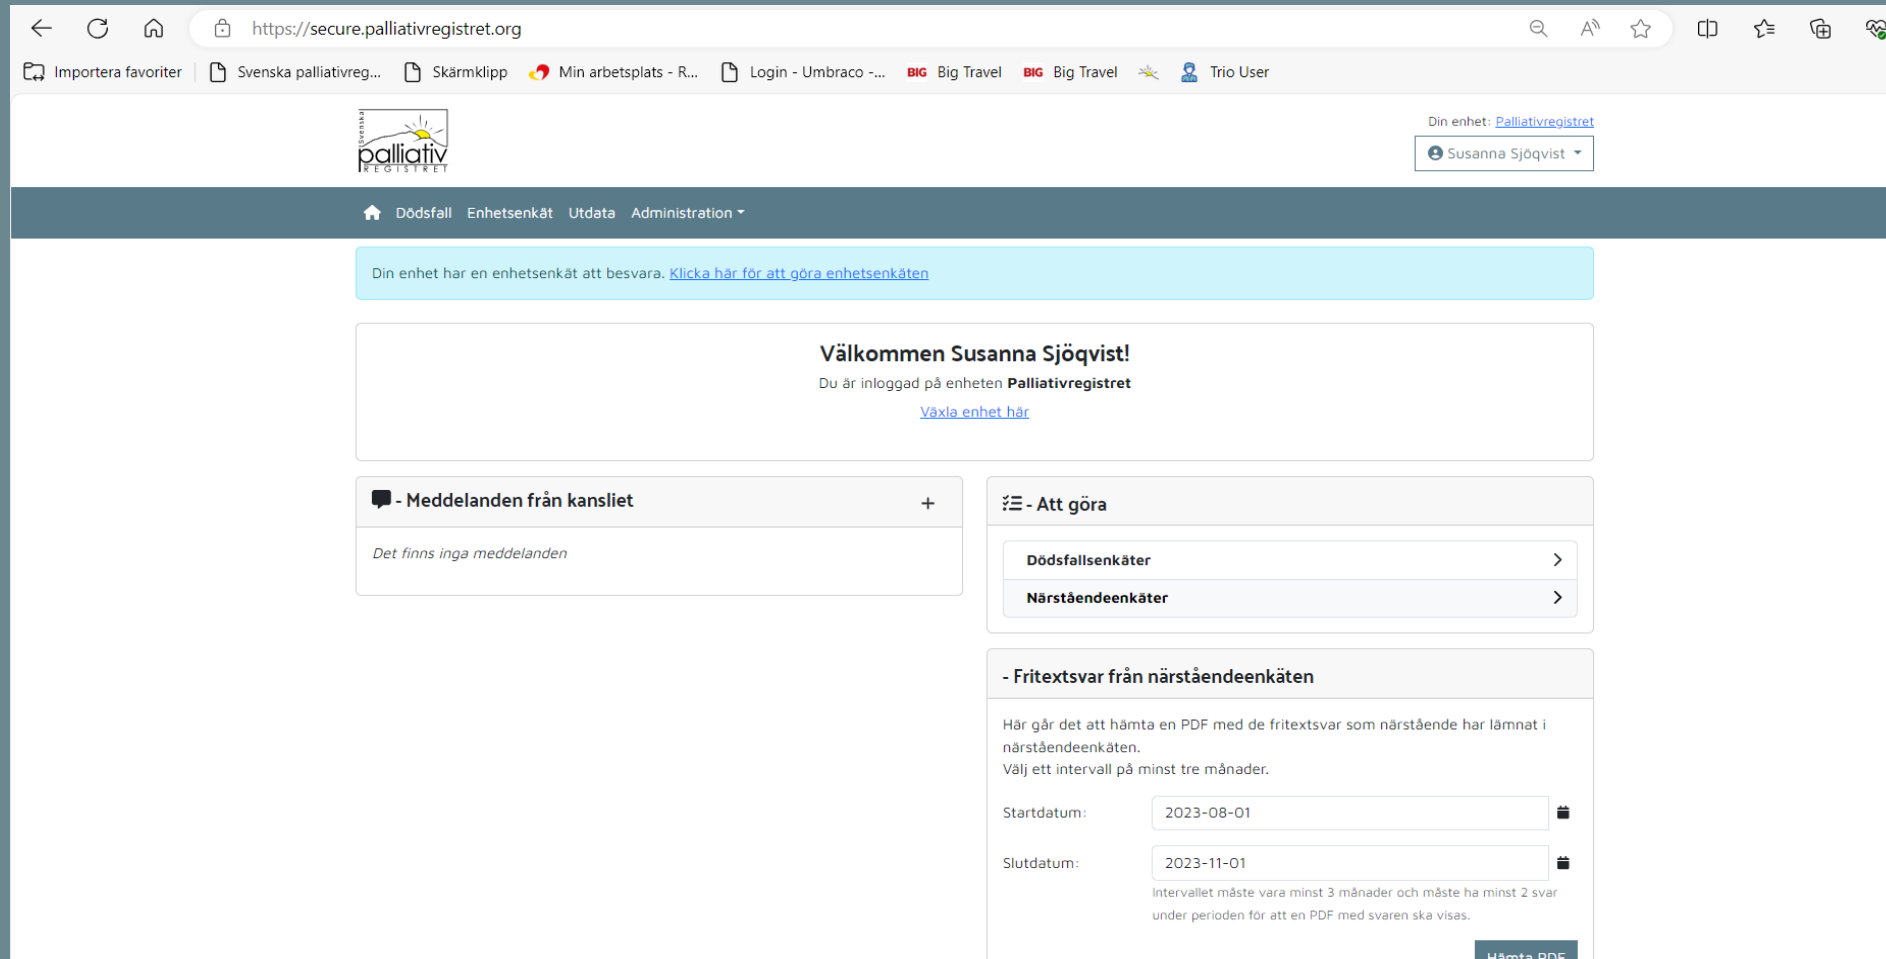 https://secure.palliativregistret.org
Importera favoriter
Svenska palliativreg...
Skärmklipp
Min arbetsplats - R...
Login - Umbraco -...
BIG Big Travel
BIG Big Travel
Trio User
Svenska
palliativ
REGISTRET
Din enhet: Palliativregistret
Susanna Sjöqvist
Dödsfall Enhetsenkät Utdata Administration
Din enhet har en enhetsenkät att besvara. Klicka här för att göra enhetsenkäten
Välkommen Susanna Sjöqvist!
Du är inloggad på enheten Palliativregistret
Växla enhet här
- Meddelanden från kansliet
Det finns inga meddelanden
- Att göra
Dödsfallsenkäter
Närståendeenkäter
- Fritextsvar från närståendeenkäten
Här går det att hämta en PDF med de fritextsvar som närstående har lämnat i
närståendeenkäten.
Välj ett intervall på minst tre månader.
Startdatum: 2023-08-01
Slutdatum: 2023-11-01
Intervallet måste vara minst 3 månader och måste ha minst 2 svar
under perioden för att en PDF med svaren ska visas.
Hämta PDF